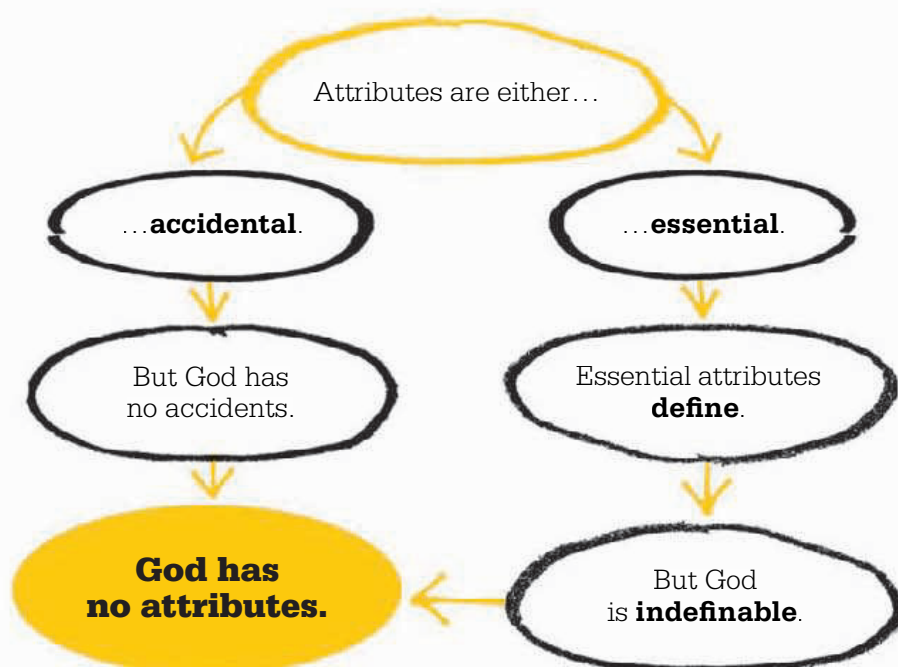 Attributes are either…
…accidental.
…essential.
But God has
no accidents.
Essential attributes
define.
God has
no attributes.
But God
is indefinable.